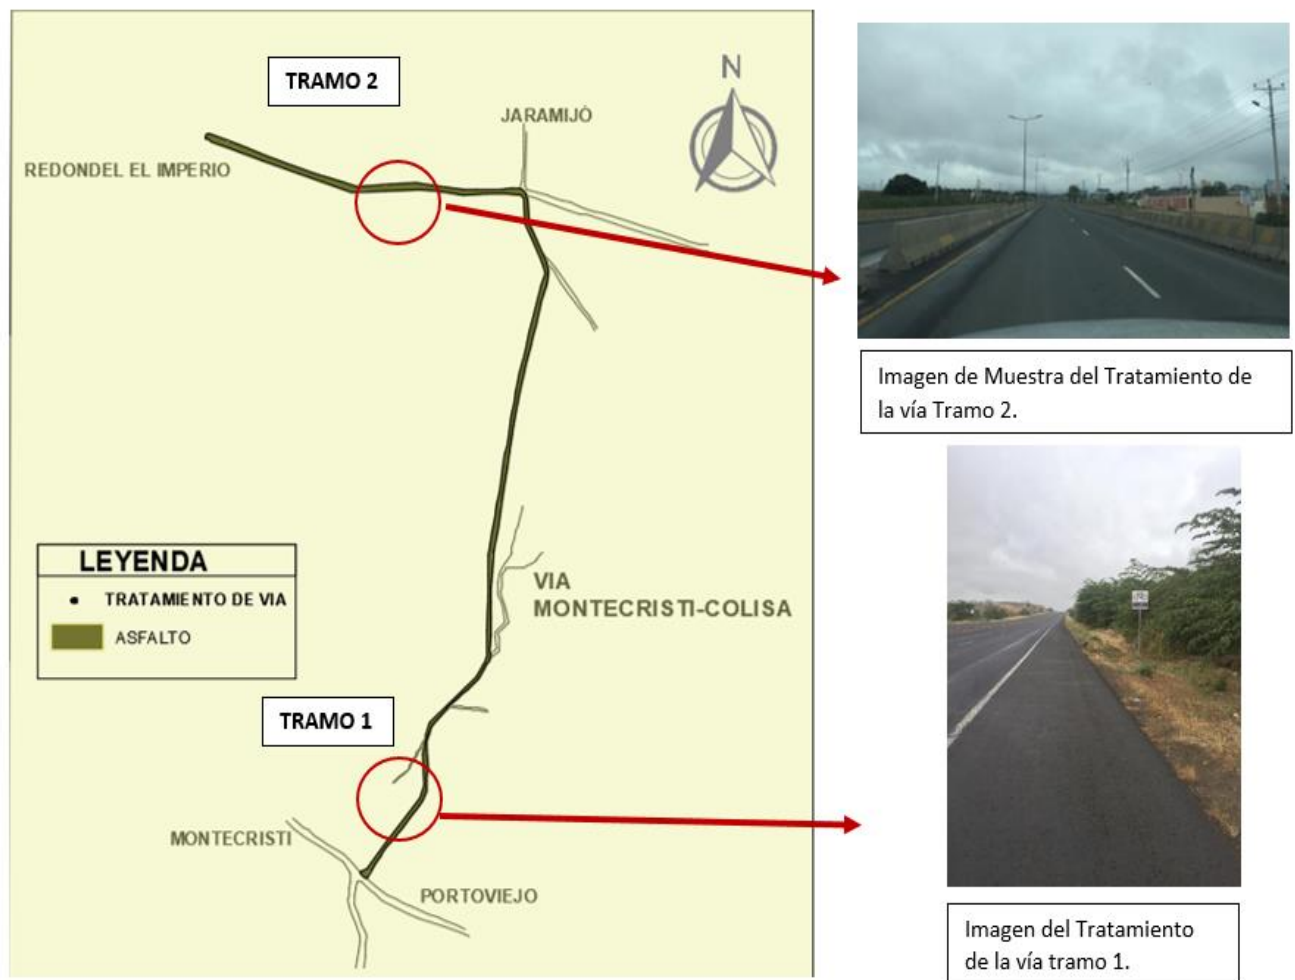 TRAMO 2
N
JARAMIJÒ
REDONDEL EL IMPERIO
Imagen de Muestra del Tratamiento de
la vía Tramo 2.
LEYENDA
TRATAMIENTO DE VIA
ASFALTO
VIA
MONTECRISTI-COLISA
TRAMO 1
MONTECRISTI
PORTOVIEJO
Imagen del Tratamiento
de la vía tramo 1.